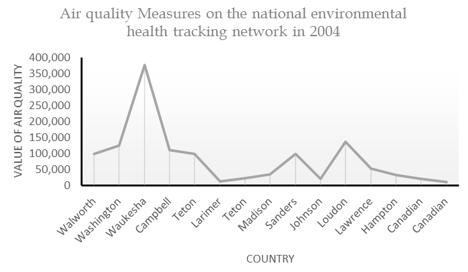 Air quality Measures on the national environmental
health tracking network in 2004
VALUE OF AIR QUALITY
400,000
350,000
300,000
250,000
200,000
150,000
100,000
50,000
0
Walworth
Washington
Waukesha
Campbell
Teton
Larimer
Teton
Madison
Sanders
Johnson
Loudon
Lawrence
Hampton
Canadian
Canadian
COUNTRY